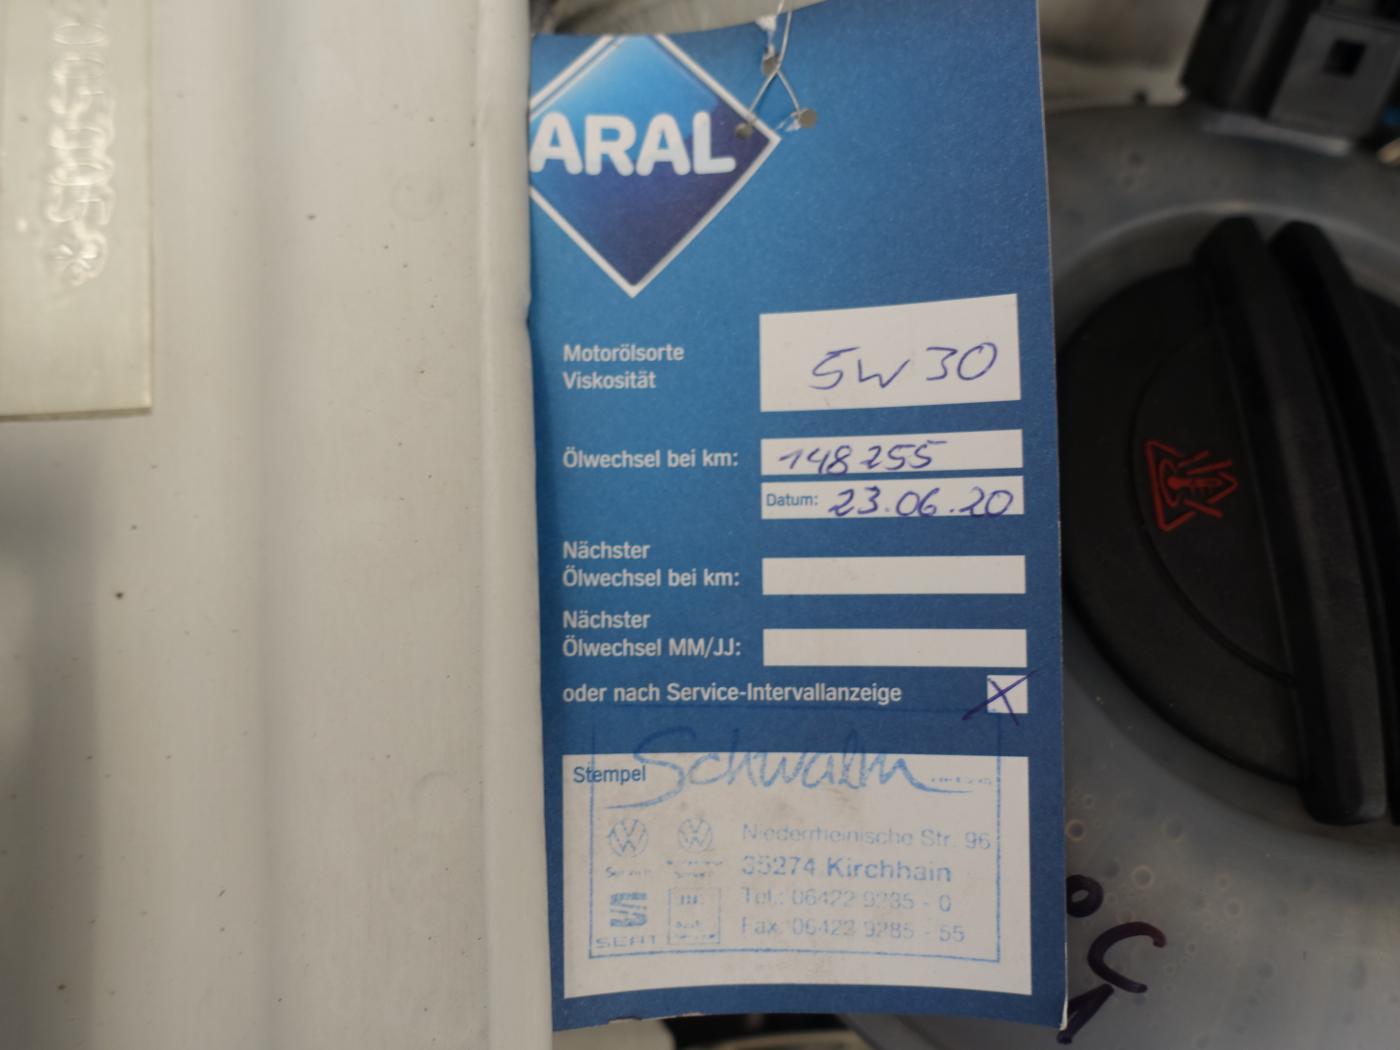 ARAL
Motorölsorte
Viskosität
5W30
Ölwechsel bei km: 148255
Datum: 23.06.20
Nächster
Ölwechsel bei km:
Nächster
Ölwechsel MM/JJ:
oder nach Service-Intervallanzeige X
Stempel
Schwalm
Niederrheinische Str. 96
35274 Kirchhain
Tel.: 06422 9285 - 0
Fax: 06422 9285 - 55
SEAT